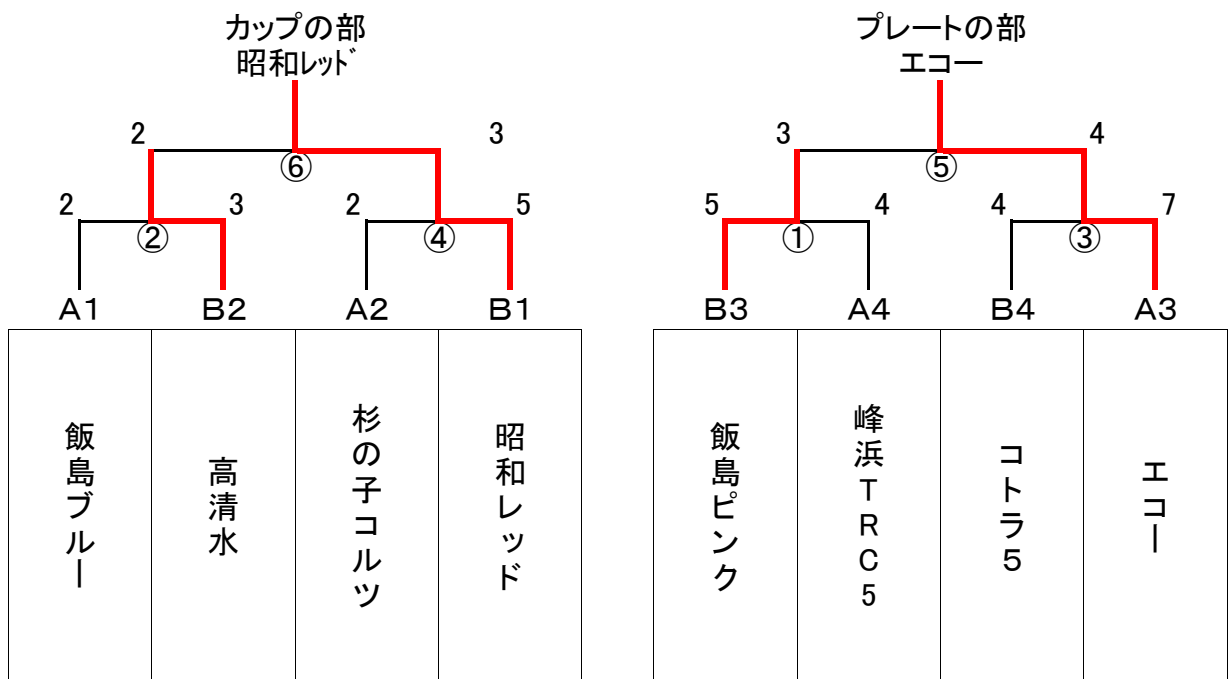 カップの部
昭和ﾚｯﾄﾞ
2 3
⑥
2 3 2 5
② ④
A1 B2 A2 B1
飯島ブルー
高清水
杉の子コルツ
昭和レッド
プレートの部
エコー
3 4
⑤
5 4 4 7
① ③
B3 A4 B4 A3
飯島ピンク
峰浜TRC5
コトラ5
エコー